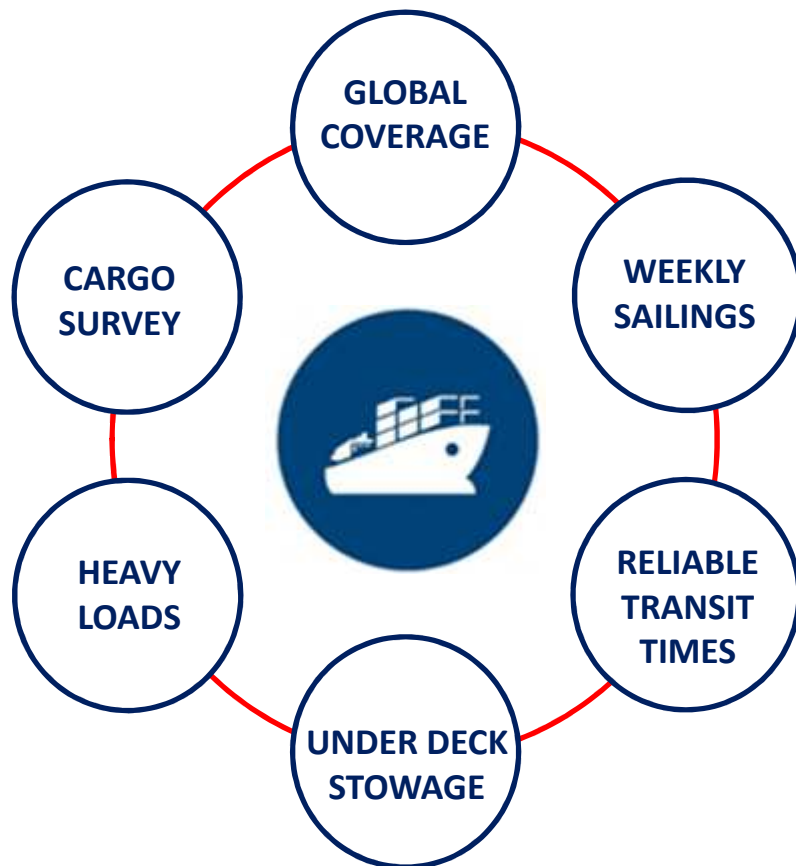 GLOBAL
COVERAGE
WEEKLY
SAILINGS
RELIABLE
TRANSIT
TIMES
UNDER DECK
STOWAGE
HEAVY
LOADS
CARGO
SURVEY